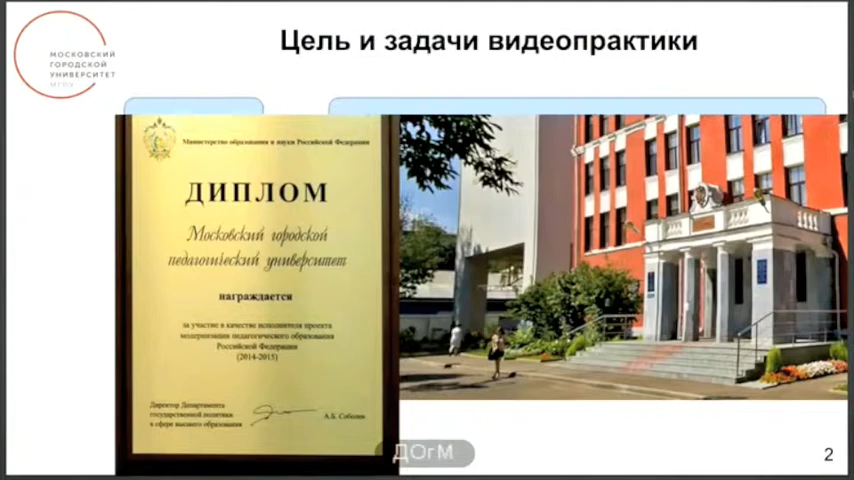 Цель и задачи видеопрактики
МОСКОВСКИЙ
ГОРОДСКОЙ
УНИВЕРСИТЕТ
МГПУ
Министерство образования и науки Российской Федерации
ДИПЛОМ
Московский городской
педагогический университет
награждается
за участие в качестве исполнителя проекта
модернизации педагогического образования
Российской Федерации
(2014-2015)
Директор Департамента
государственной политики
в сфере высшего образования
А.Б. Соболев
ДОгМ
2